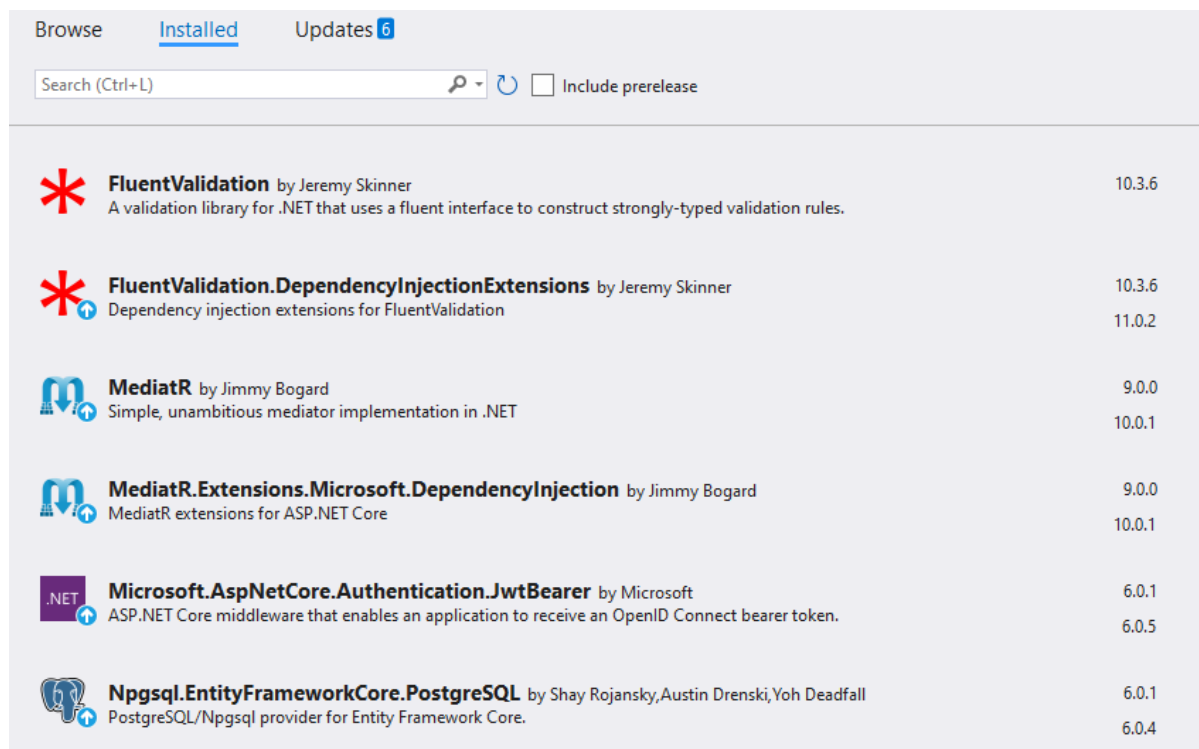 Browse Installed Updates 6
Search (Ctrl+L) Include prerelease
FluentValidation by Jeremy Skinner 10.3.6
A validation library for .NET that uses a fluent interface to construct strongly-typed validation rules.
FluentValidation.DependencyInjectionExtensions by Jeremy Skinner 10.3.6
Dependency injection extensions for FluentValidation
11.0.2
MediatR by Jimmy Bogard 9.0.0
Simple, unambitious mediator implementation in .NET
10.0.1
MediatR.Extensions.Microsoft.DependencyInjection by Jimmy Bogard 9.0.0
MediatR extensions for ASP.NET Core
10.0.1
.NET Microsoft.AspNetCore.Authentication.JwtBearer by Microsoft 6.0.1
ASP.NET Core middleware that enables an application to receive an OpenID Connect bearer token.
6.0.5
Npgsql.EntityFrameworkCore.PostgreSQL by Shay Rojansky,Austin Drenski,Yoh Deadfall 6.0.1
PostgreSQL/Npgsql provider for Entity Framework Core.
6.0.4